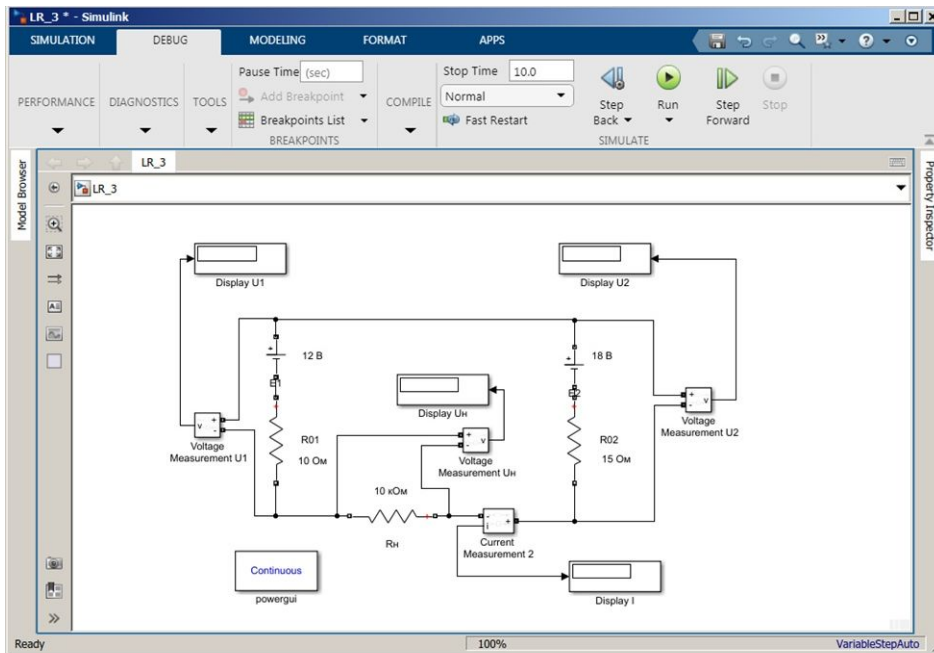 LR_3 * - Simulink
SIMULATION DEBUG MODELING FORMAT APPS
PERFORMANCE
DIAGNOSTICS
TOOLS
Pause Time (sec)
Add Breakpoint
Breakpoints List
BREAKPOINTS
COMPILE
Stop Time 10.0
Normal
Fast Restart
Step
Back
Run
Step
Forward
Stop
SIMULATE
Model Browser
LR_3
LR_3
Property Inspector
Display U1
Display U2
12 В
18 В
E1
E2
Display Uн
+
-
v
Voltage
Measurement U1
R01
10 Ом
+
-
v
Voltage
Measurement Uн
R02
15 Ом
+
-
v
Voltage
Measurement U2
10 кОм
Rн
-
+
i
Current
Measurement 2
Continuous
powergui
Display I
Ready
100%
VariableStepAuto